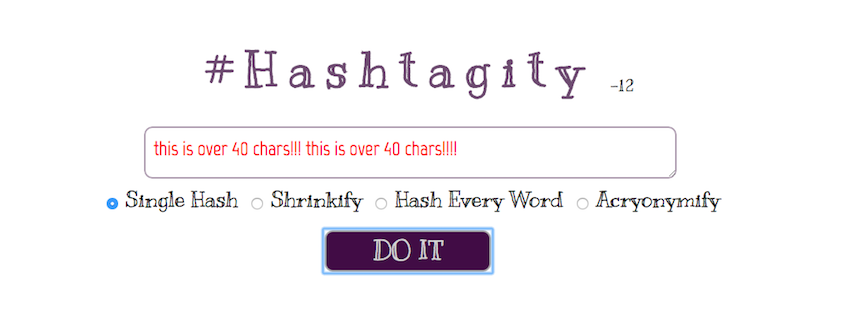 #Hashtagity -12
this is over 40 chars!!! this is over 40 chars!!!!
Single Hash Shrinkify Hash Every Word Acryonymify
DO IT